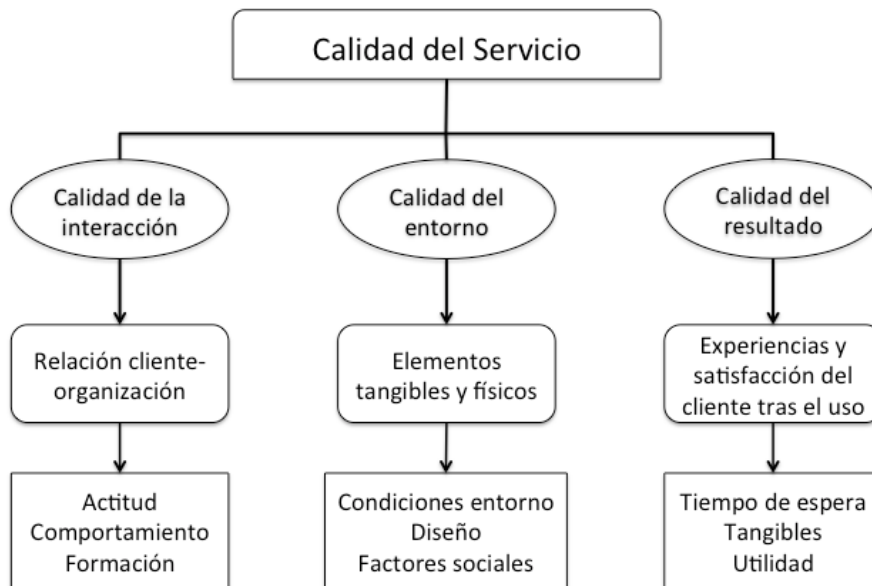 Calidad del Servicio
Calidad de la
interacción
Calidad del
entorno
Calidad del
resultado
Relación cliente-
organización
Elementos
tangibles y físicos
Experiencias y
satisfacción del
cliente tras el uso
Actitud
Comportamiento
Formación
Condiciones entorno
Diseño
Factores sociales
Tiempo de espera
Tangibles
Utilidad